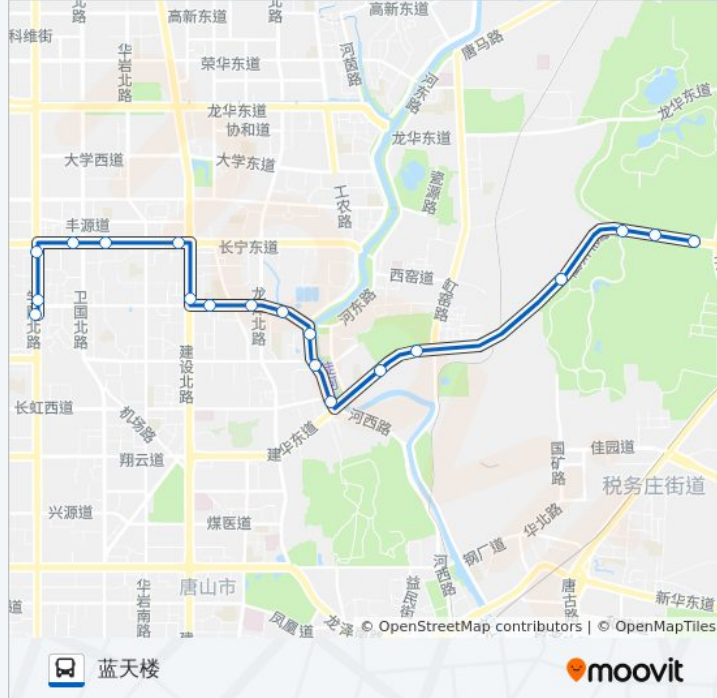 高新东道
高新东道
科维街
华岩北路
荣华东道
河茵路
河东路
唐马路
龙华东道
协和道
龙华东道
龙华东道
大学西道
大学东道
工农路
窑源路
丰源道
长宁东道
西窑道
缸窑路
河东路
卫国北路
建设北路
长虹西道
机场路
建华东道
河西路
翔云道
国矿路
佳园道
税务庄街道
兴源道
煤医道
华北路
钢厂道
河西路
唐山市
华岩南路
益民街
唐古路
新华东道
道
凤凰道
龙泽
© OpenStreetMap contributors | © OpenMapTiles
蓝天楼
moovit